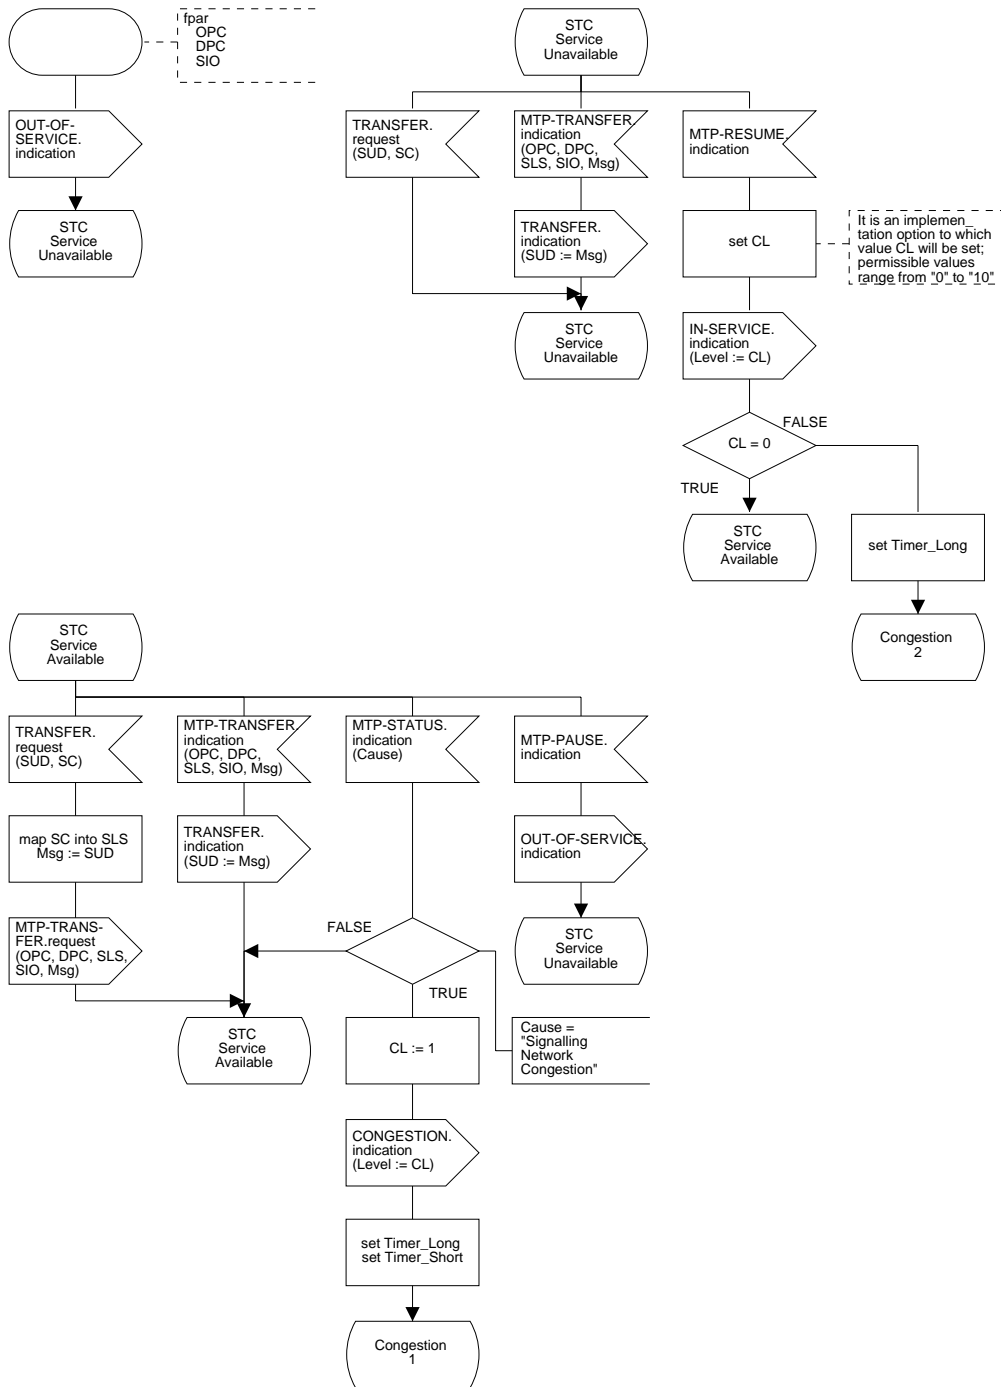 fpar
OPC
DPC
SIO
OUT-OF-
SERVICE.
indication
STC
Service
Unavailable
STC
Service
Unavailable
TRANSFER.
request
(SUD, SC)
MTP-TRANSFER.
indication
(OPC, DPC,
SLS, SIO, Msg)
MTP-RESUME.
indication
TRANSFER.
indication
(SUD := Msg)
set CL
It is an implemen_
tation option to which
value CL will be set;
permissible values
range from "0" to "10"
STC
Service
Unavailable
IN-SERVICE.
indication
(Level := CL)
CL = 0
FALSE
TRUE
STC
Service
Available
set Timer_Long
Congestion
2
STC
Service
Available
TRANSFER.
request
(SUD, SC)
MTP-TRANSFER.
indication
(OPC, DPC,
SLS, SIO, Msg)
MTP-STATUS.
indication
(Cause)
MTP-PAUSE.
indication
map SC into SLS
Msg := SUD
TRANSFER.
indication
(SUD := Msg)
OUT-OF-SERVICE.
indication
MTP-TRANS-
FER.request
(OPC, DPC, SLS,
SIO, Msg)
FALSE
TRUE
STC
Service
Unavailable
STC
Service
Available
CL := 1
Cause =
"Signalling
Network
Congestion"
CONGESTION.
indication
(Level := CL)
set Timer_Long
set Timer_Short
Congestion
1